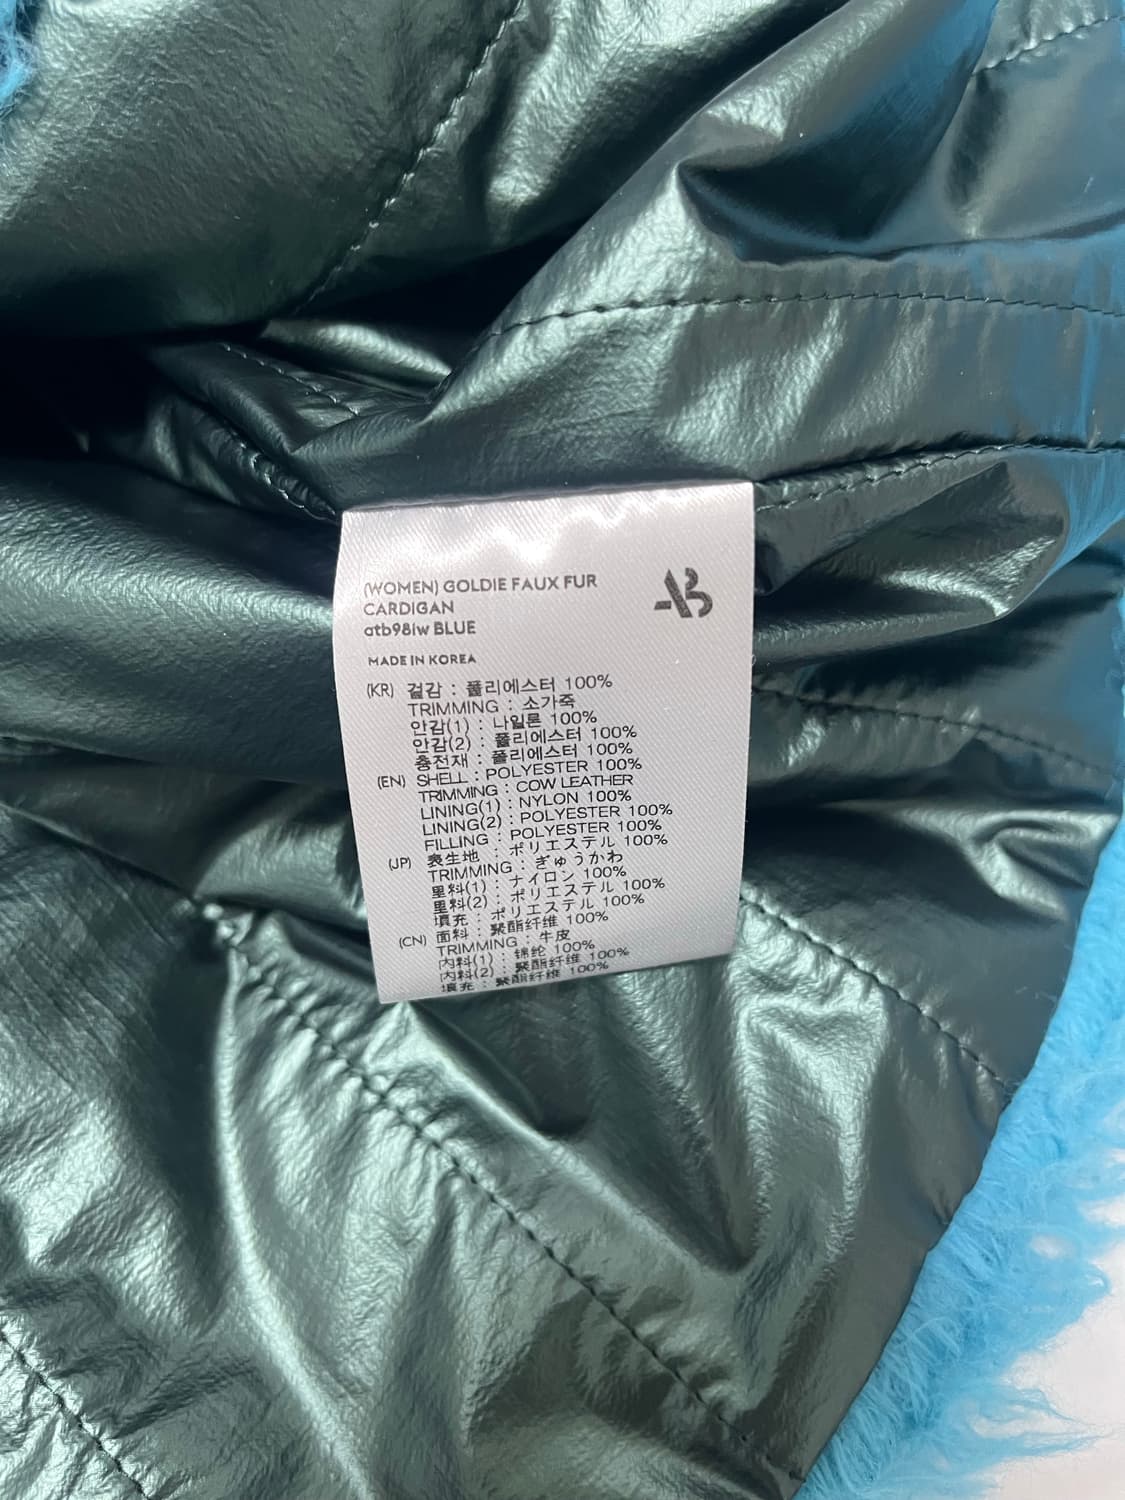 (WOMEN) GOLDIE FAUX FUR
CARDIGAN
atb981w BLUE
AB
MADE IN KOREA
(KR) 겉감 : 폴리에스터 100%
TRIMMING : 소가죽
안감(1) : 나일론 100%
안감(2) : 폴리에스터 100%
충전재 : 폴리에스터 100%
(EN) SHELL : POLYESTER 100%
TRIMMING : COW LEATHER
LINING(1) : NYLON 100%
LINING(2) : POLYESTER 100%
FILLING : POLYESTER 100%
(JP) 表生地 : ポリエステル 100%
TRIMMING : ぎゅうかわ
里料(1) : ナイロン 100%
里料(2) : ポリエステル 100%
填充 : ポリエステル 100%
(CN) 面料 : 聚酯纤维 100%
TRIMMING : 牛皮
内料(1) : 锦纶 100%
内料(2) : 聚酯纤维 100%
填充 : 聚酯纤维 100%